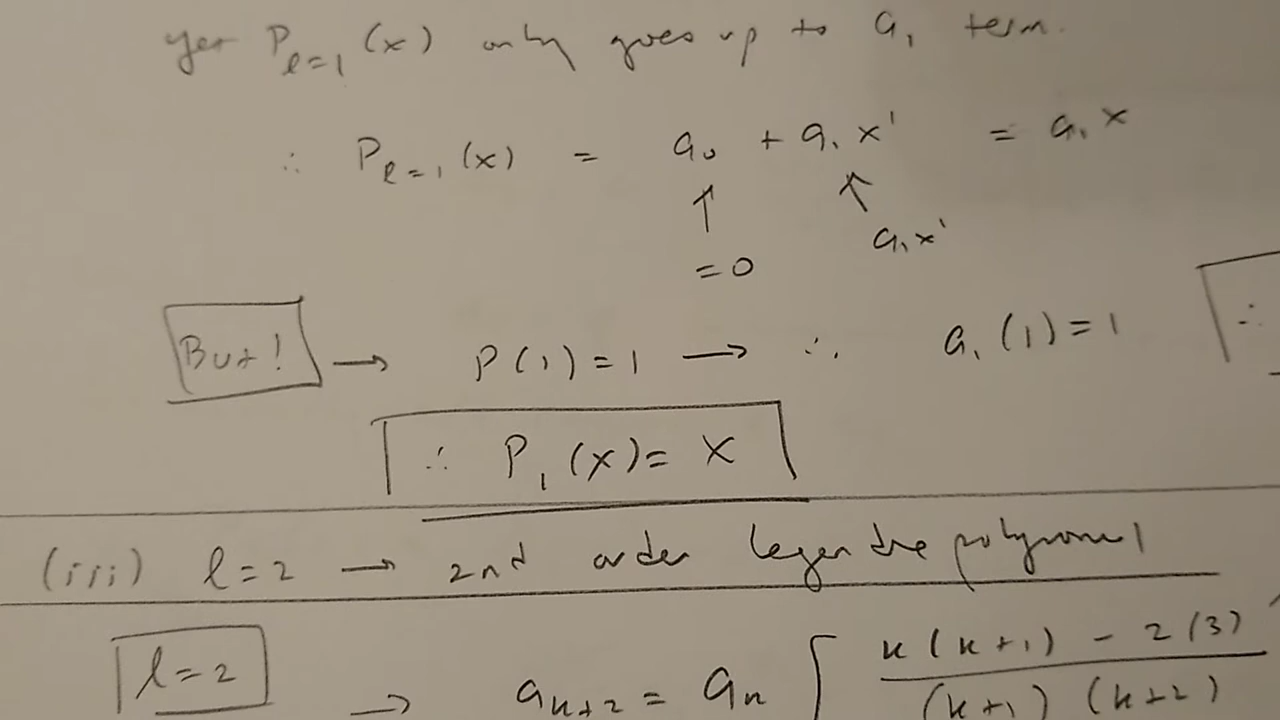 yet P_{l=1}(x) only goes up to a_1 term.
∴ P_{l=1}(x) = a_0 + a_1 x^1 = a_1 x
↑ ↑
= 0 a_1 x^1
But! → P(1) = 1 → ∴ a_1(1) = 1 ∴
∴ P_1(x) = x
(iii) l=2 → 2nd order legendre polynomial
l=2 → a_{n+2} = a_n [ \frac{n(n+1) - 2(3)}{(n+1)(n+2)}